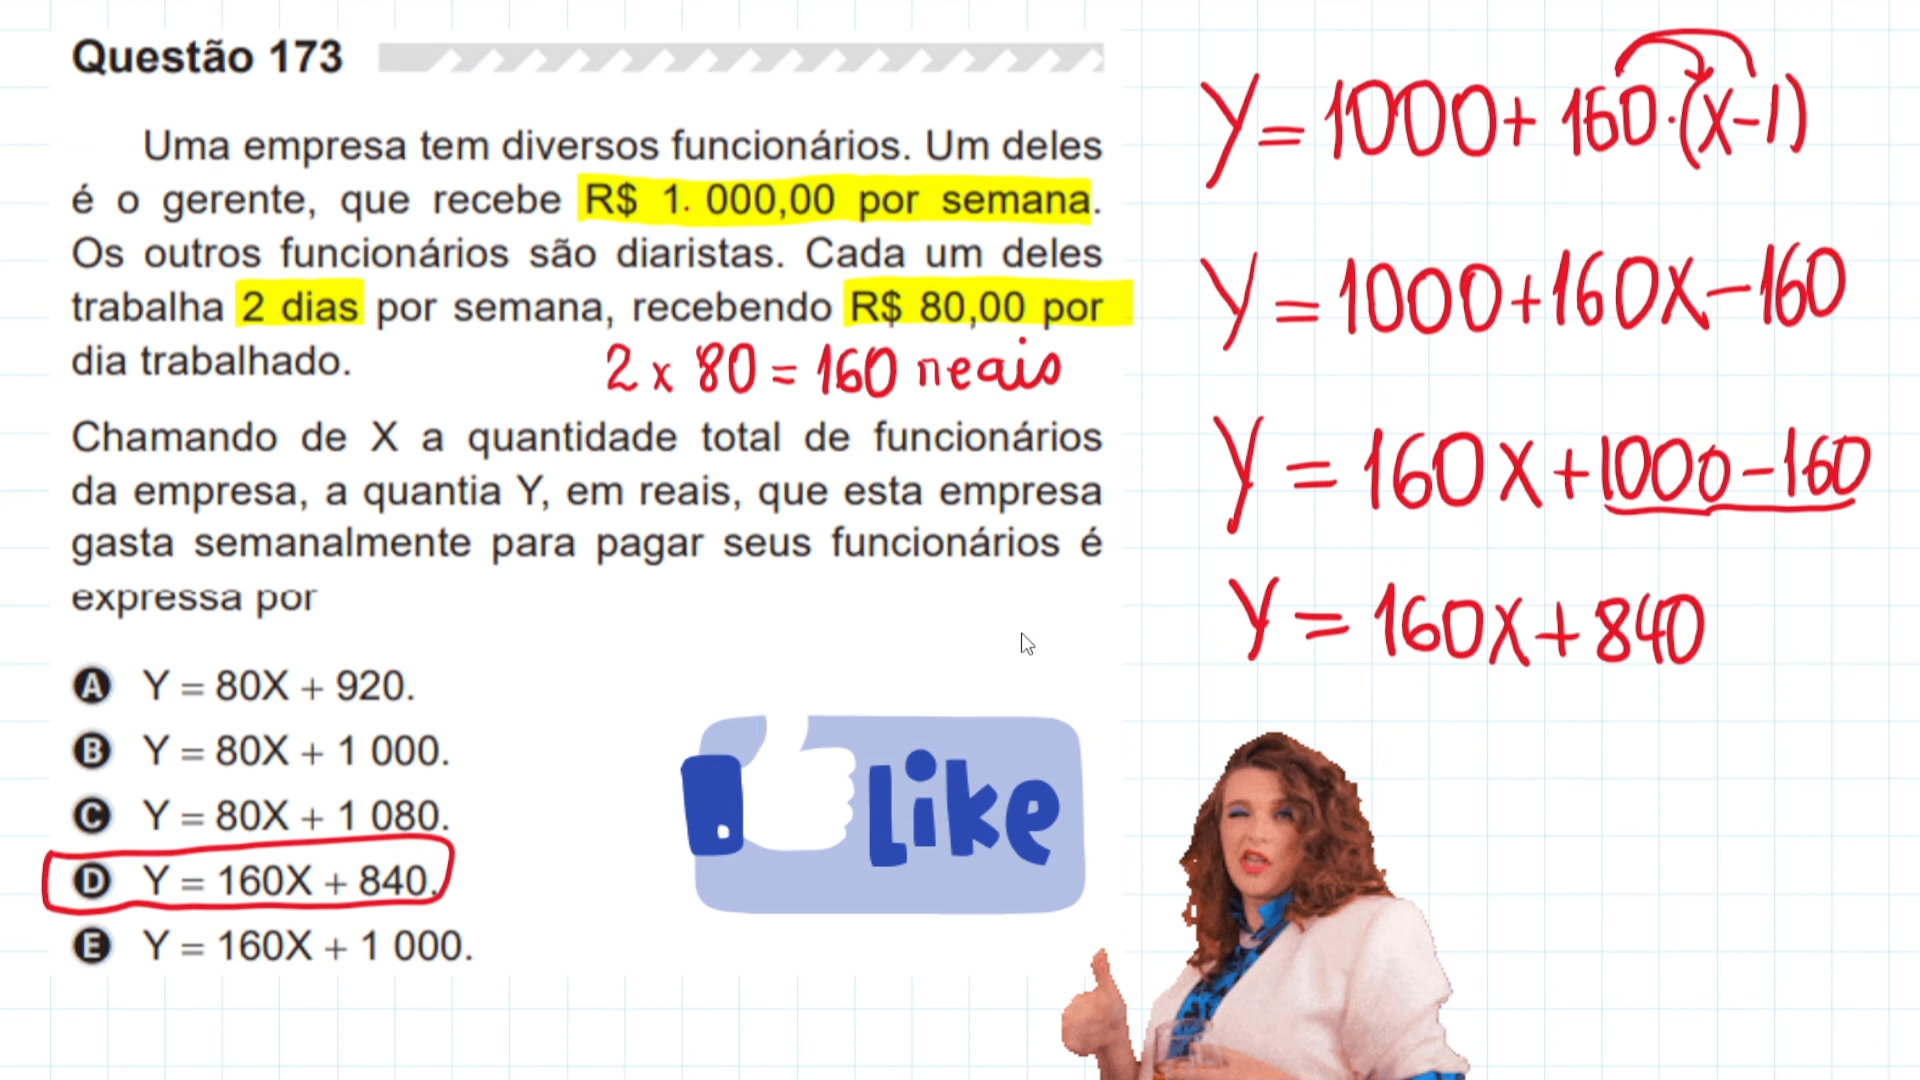 Questão 173
Uma empresa tem diversos funcionários. Um deles
é o gerente, que recebe R$ 1. 000,00 por semana.
Os outros funcionários são diaristas. Cada um deles
trabalha 2 dias por semana, recebendo R$ 80,00 por
dia trabalhado.
2 x 80 = 160 reais
Chamando de X a quantidade total de funcionários
da empresa, a quantia Y, em reais, que esta empresa
gasta semanalmente para pagar seus funcionários é
expressa por
A Y = 80X + 920.
B Y = 80X + 1 000.
C Y = 80X + 1 080.
D Y = 160X + 840.
E Y = 160X + 1 000.
Like
Y = 1000 + 160 · (X - 1)
Y = 1000 + 160X - 160
Y = 160X + 1000 - 160
Y = 160X + 840